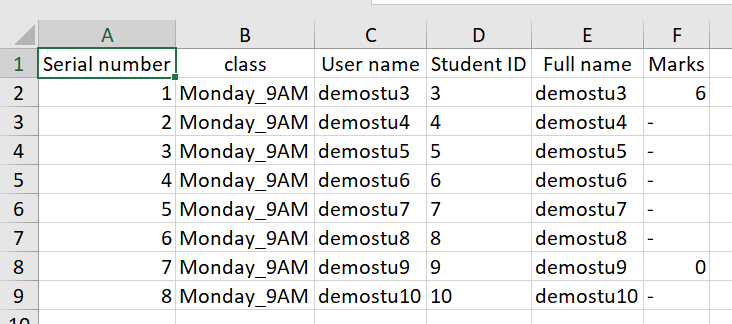 A B C D E F
1 Serial number class User name Student ID Full name Marks
2 1 Monday_9AM demostu3 3 demostu3 6
3 2 Monday_9AM demostu4 4 demostu4 -
4 3 Monday_9AM demostu5 5 demostu5 -
5 4 Monday_9AM demostu6 6 demostu6 -
6 5 Monday_9AM demostu7 7 demostu7 -
7 6 Monday_9AM demostu8 8 demostu8 -
8 7 Monday_9AM demostu9 9 demostu9 0
9 8 Monday_9AM demostu10 10 demostu10 -
10